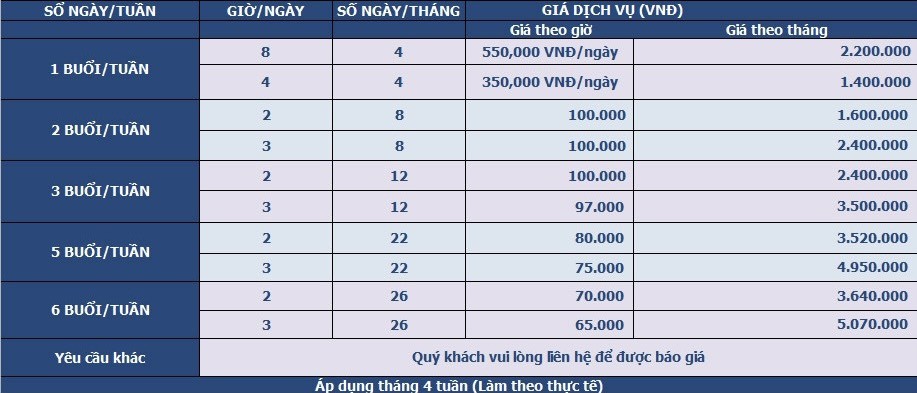 SỔ NGÀY/TUẦN GIỜ/NGÀY SỐ NGÀY/THÁNG GIÁ DỊCH VỤ (VNĐ)
Giá theo giờ Giá theo tháng
1 BUỔI/TUẦN 8 4 550,000 VNĐ/ngày 2.200.000
4 4 350,000 VNĐ/ngày 1.400.000
2 BUỔI/TUẦN 2 8 100.000 1.600.000
3 8 100.000 2.400.000
3 BUỔI/TUẦN 2 12 100.000 2.400.000
3 12 97.000 3.500.000
5 BUỔI/TUẦN 2 22 80.000 3.520.000
3 22 75.000 4.950.000
6 BUỔI/TUẦN 2 26 70.000 3.640.000
3 26 65.000 5.070.000
Yêu cầu khác Quý khách vui lòng liên hệ để được báo giá
Áp dụng tháng 4 tuần (Làm theo thực tế)